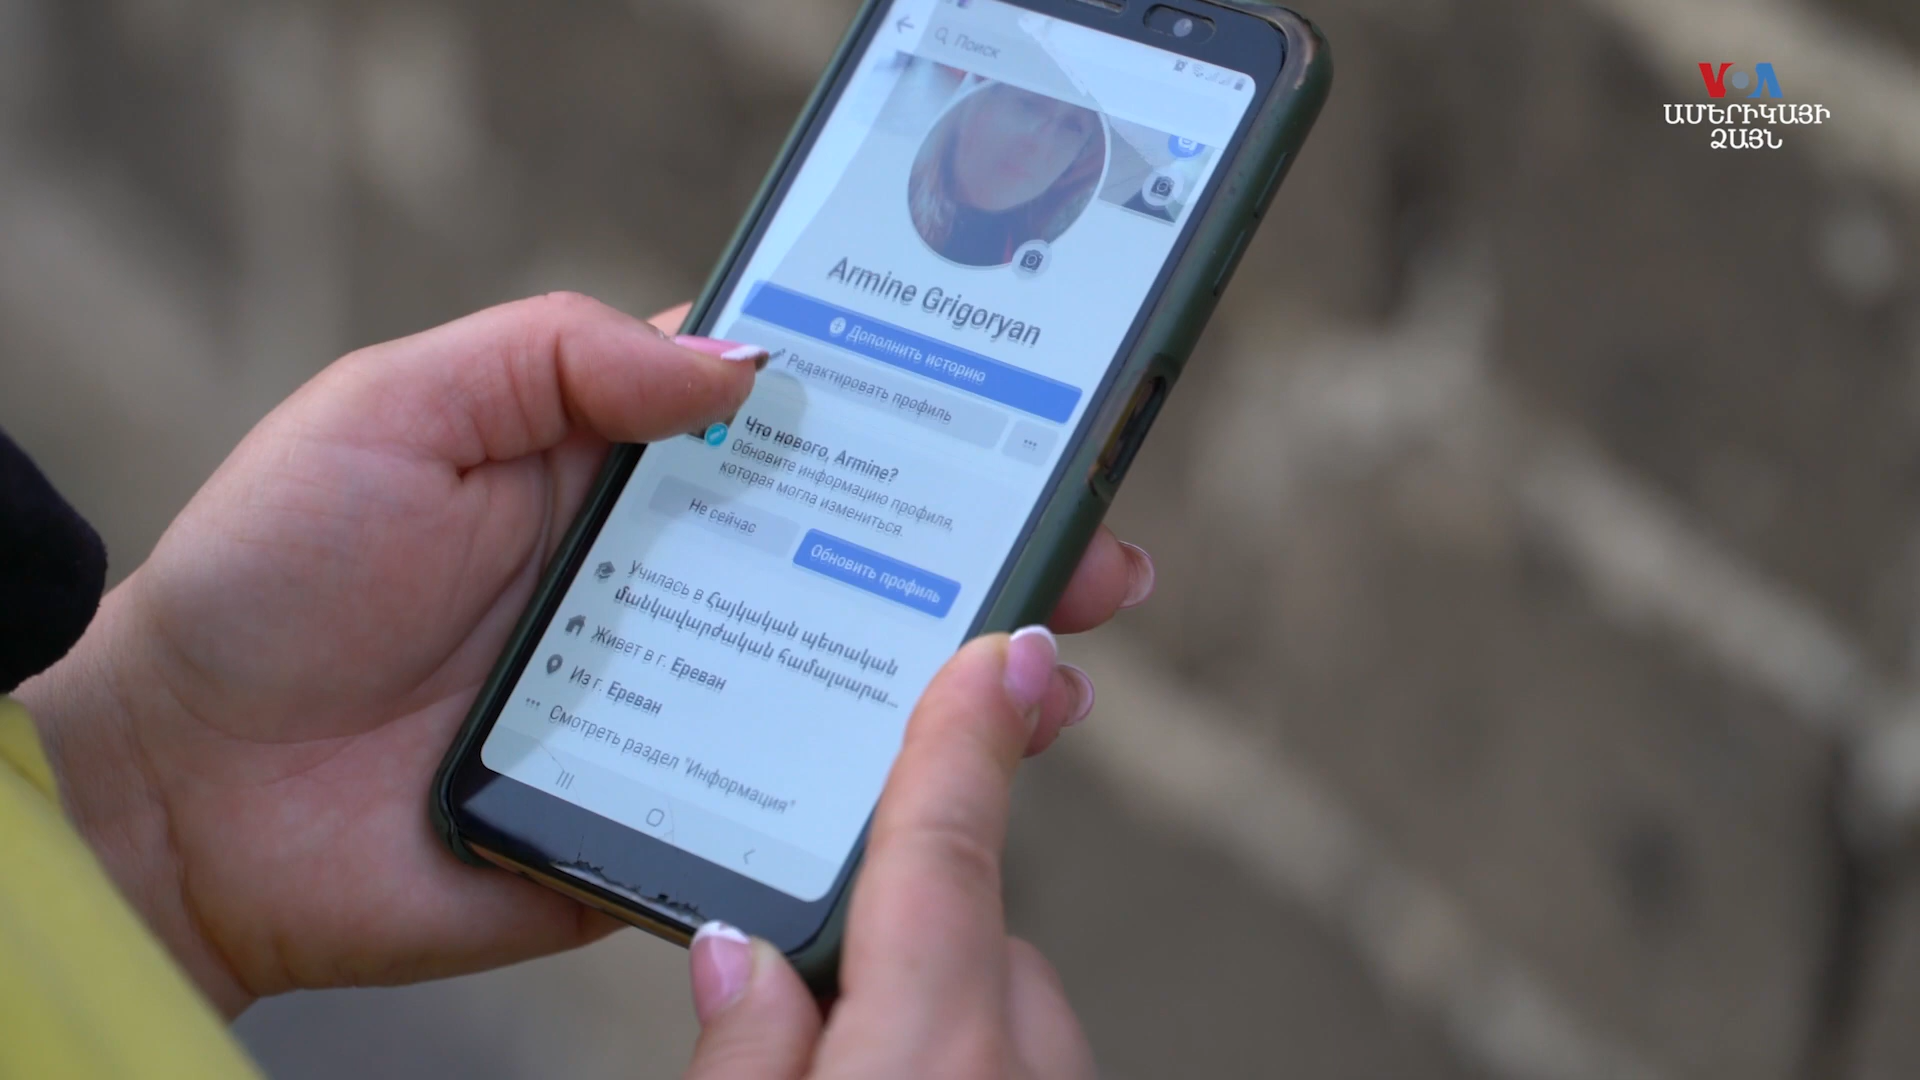 VOA
ԱՄԵՐԻԿԱՅԻ
ՁԱՅՆ
Поиск
Armine Grigoryan
Дополнить историю
Редактировать профиль
...
Что нового, Armine?
Обновите информацию профиля,
которая могла измениться.
Не сейчас
Обновить профиль
Училась в Հայկական պետական
մանկավարժական համալսարա...
Живет в г. Ереван
Из г. Ереван
... Смотреть раздел "Информация"